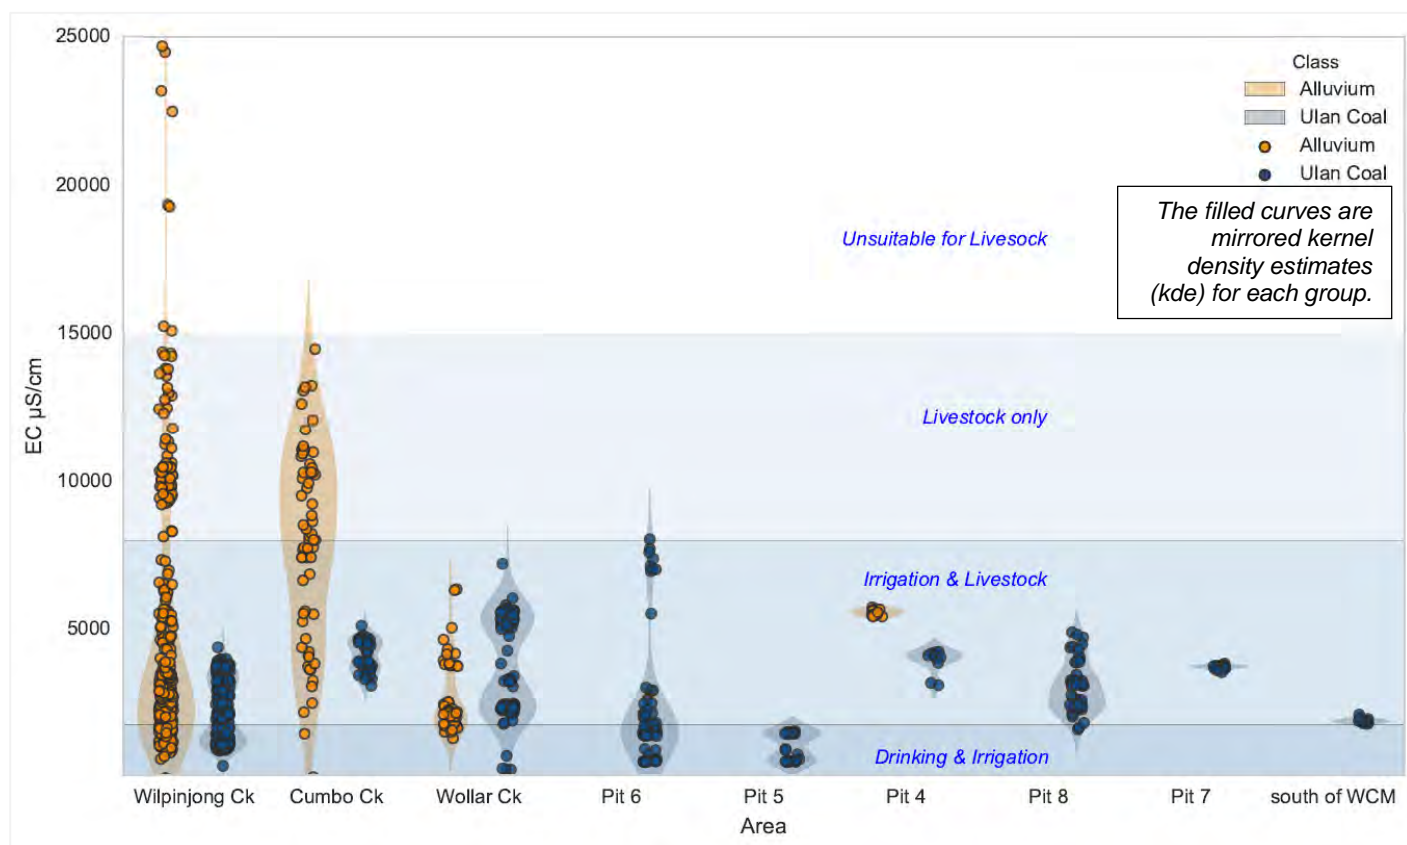 25000
20000
15000
10000
5000
EC µS/cm
Class
Alluvium
Ulan Coal
Alluvium
Ulan Coal
The filled curves are
mirrored kernel
density estimates
(kde) for each group.
Unsuitable for Livesock
Livestock only
Irrigation & Livestock
Drinking & Irrigation
Wilpinjong Ck
Cumbo Ck
Wollar Ck
Pit 6
Pit 5
Pit 4
Pit 8
Pit 7
south of WCM
Area